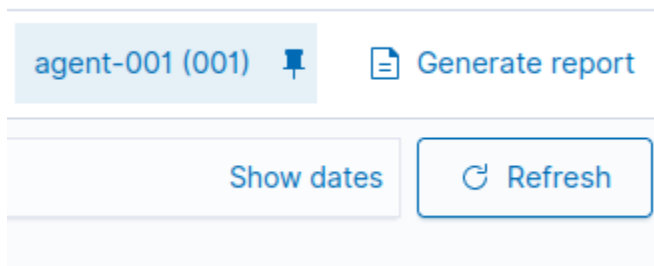 agent-001 (001) Generate report
Show dates Refresh